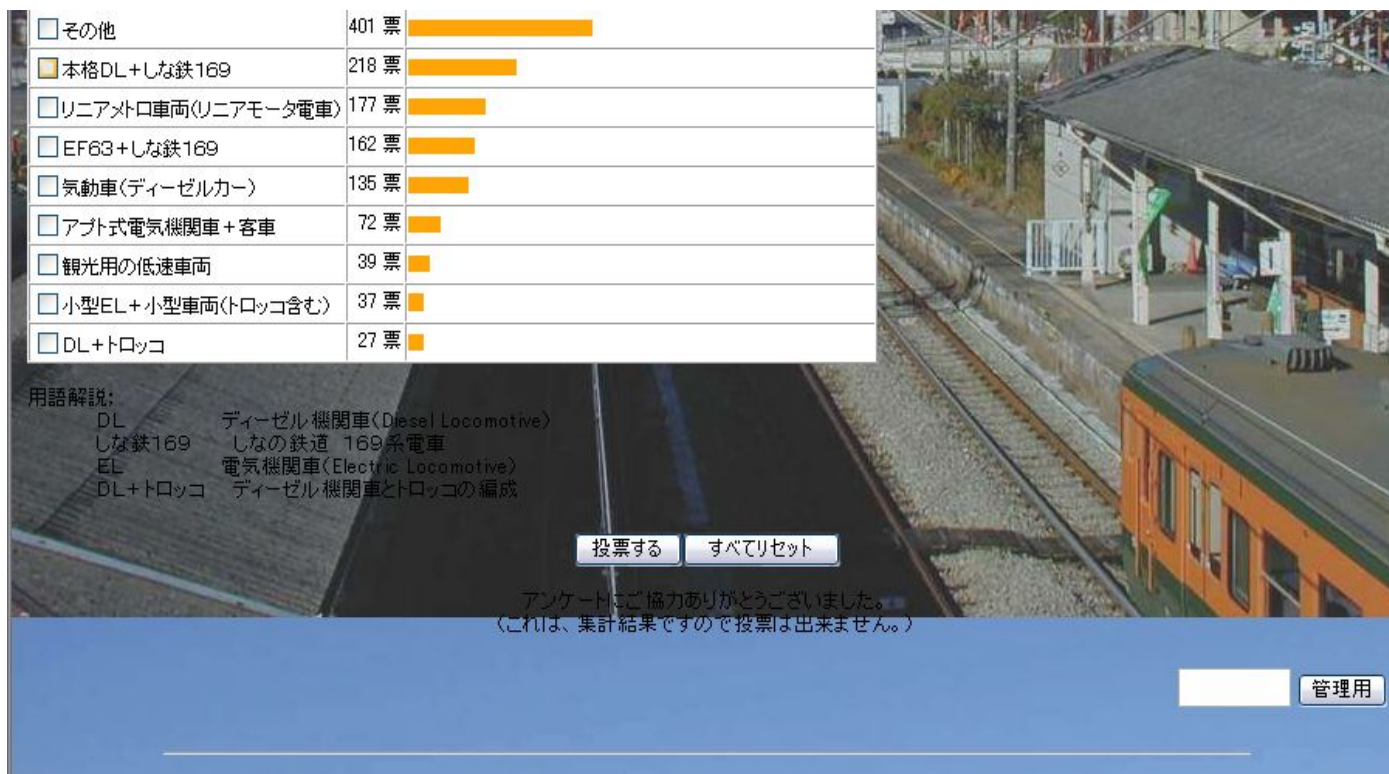 その他 401 票
本格DL+しな鉄169 218 票
リニアメトロ車両(リニアモータ電車) 177 票
EF63+しな鉄169 162 票
気動車(ディーゼルカー) 135 票
アプト式電気機関車+客車 72 票
観光用の低速車両 39 票
小型EL+小型車両(トロッコ含む) 37 票
DL+トロッコ 27 票
用語解説;
DL ディーゼル機関車(Diesel Locomotive)
しな鉄169 しなの鉄道 169系電車
EL 電気機関車(Electric Locomotive)
DL+トロッコ ディーゼル機関車とトロッコの編成
投票する すべてリセット
アンケートにご協力ありがとうございました。
(これは、集計結果ですので投票は出来ません。)
管理用